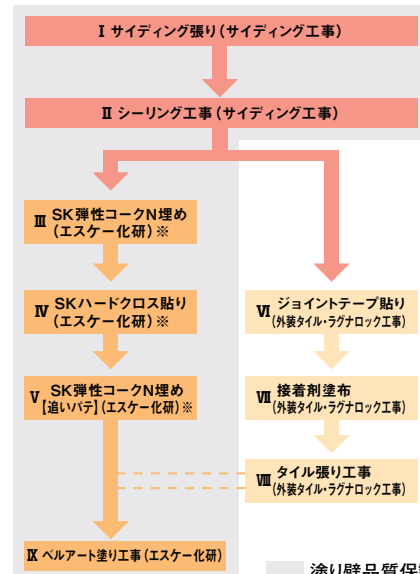 Ⅰ サイディング張り(サイディング工事)
Ⅱ シーリング工事(サイディング工事)
Ⅲ SK弾性コークN埋め
(エスケー化研)※
Ⅳ SKハードクロス貼り
(エスケー化研)※
Ⅴ SK弾性コークN埋め
【追いパテ】(エスケー化研)※
Ⅵ ジョイントテープ貼り
(外装タイル・ラグナロック工事)
Ⅶ 接着剤塗布
(外装タイル・ラグナロック工事)
Ⅷ タイル張り工事
(外装タイル・ラグナロック工事)
Ⅸ ベルアート塗り工事(エスケー化研)
塗り壁品質保